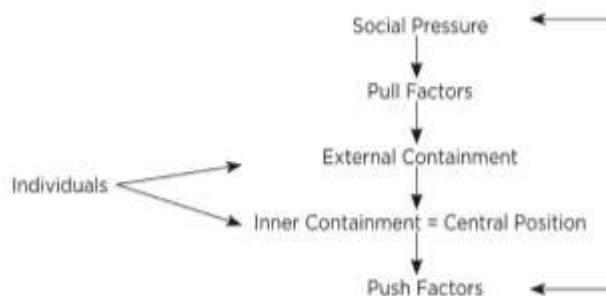 Social Pressure
Pull Factors
External Containment
Individuals
Inner Containment = Central Position
Push Factors